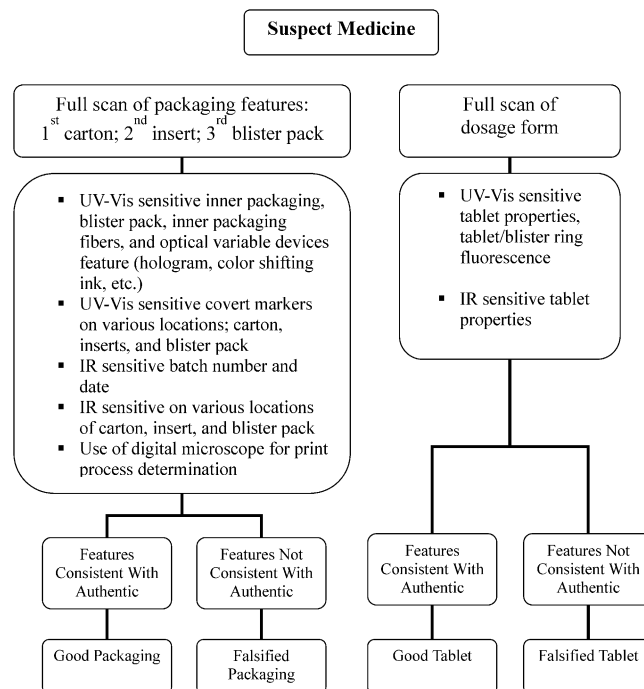 Suspect Medicine
Full scan of packaging features:
1st carton; 2nd insert; 3rd blister pack
▪ UV-Vis sensitive inner packaging,
blister pack, inner packaging
fibers, and optical variable devices
feature (hologram, color shifting
ink, etc.)
▪ UV-Vis sensitive covert markers
on various locations; carton,
inserts, and blister pack
▪ IR sensitive batch number and
date
▪ IR sensitive on various locations
of carton, insert, and blister pack
▪ Use of digital microscope for print
process determination
Features
Consistent With
Authentic
Features Not
Consistent With
Authentic
Good Packaging
Falsified
Packaging
Full scan of
dosage form
▪ UV-Vis sensitive
tablet properties,
tablet/blister ring
fluorescence
▪ IR sensitive tablet
properties
Features
Consistent With
Authentic
Features Not
Consistent With
Authentic
Good Tablet
Falsified Tablet